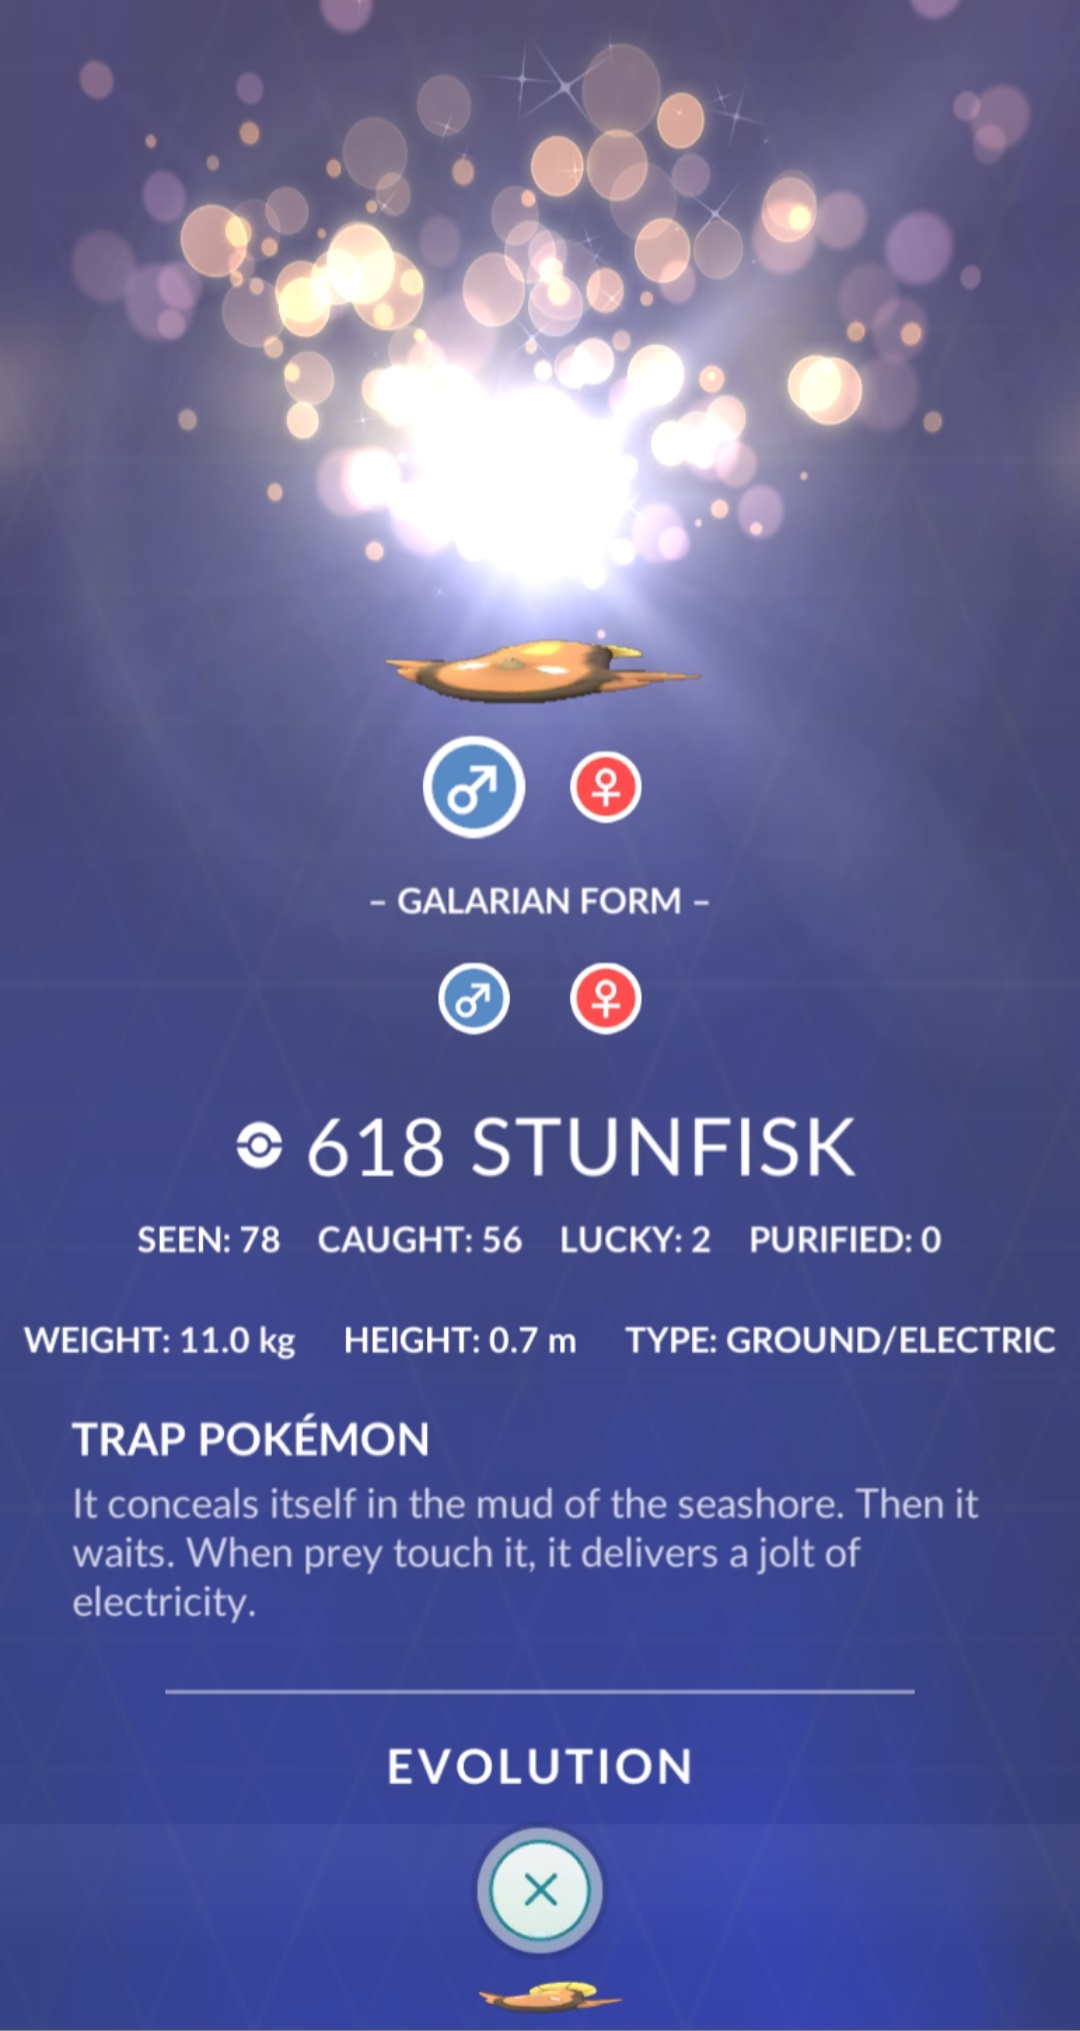 – GALARIAN FORM –
618 STUNFISK
SEEN: 78 CAUGHT: 56 LUCKY: 2 PURIFIED: 0
WEIGHT: 11.0 kg HEIGHT: 0.7 m TYPE: GROUND/ELECTRIC
TRAP POKÉMON
It conceals itself in the mud of the seashore. Then it
waits. When prey touch it, it delivers a jolt of
electricity.
EVOLUTION